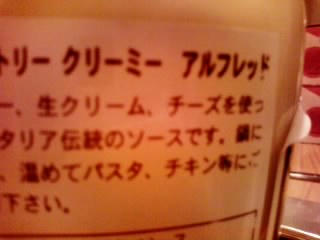 トリー クリーミー アルフレッド
ー、生クリーム、チーズを使っ
タリア伝統のソースです。鍋に
、温めてパスタ、チキン等にご
下さい。